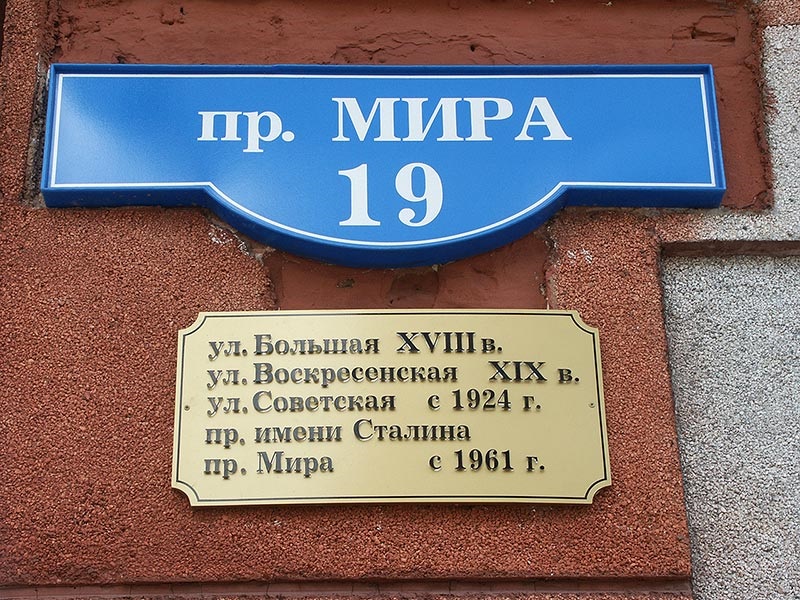 пр. МИРА
19
ул. Большая XVIII в.
ул. Воскресенская XIX в.
ул. Советская с 1924 г.
пр. имени Сталина
пр. Мира с 1961 г.